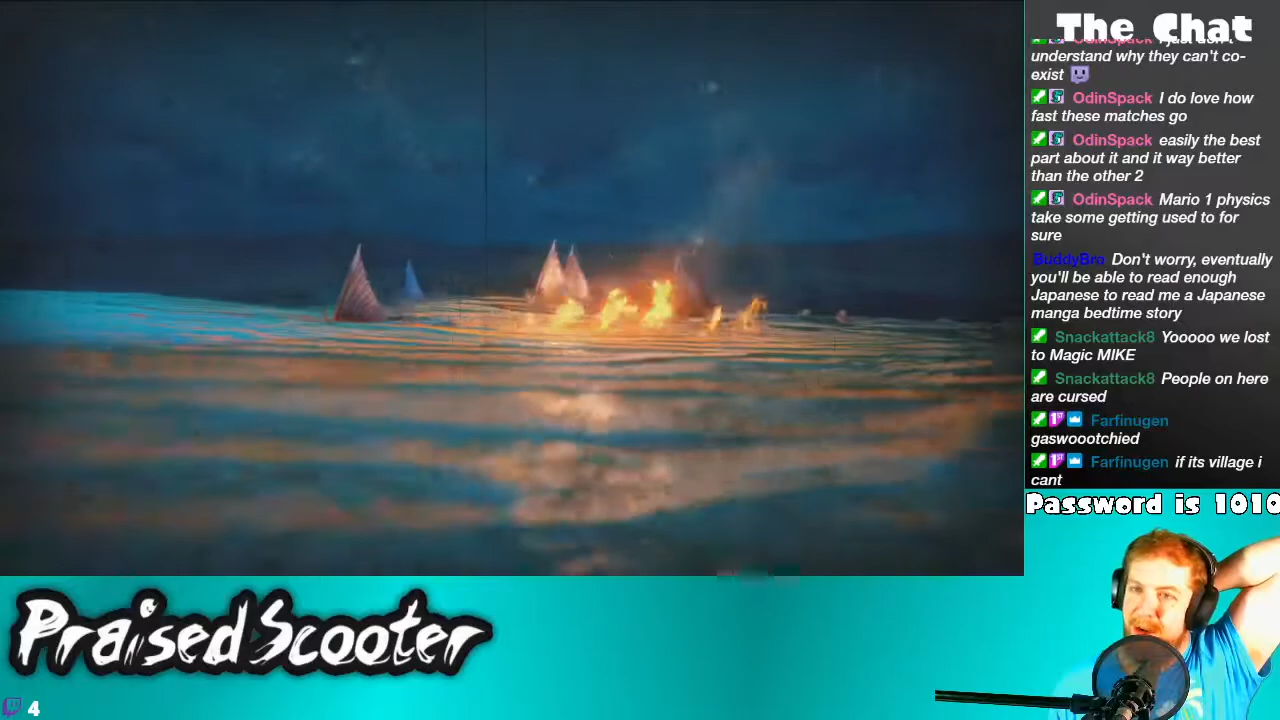 The Chat
understand why they can't co-
exist
OdinSpack I do love how
fast these matches go
OdinSpack easily the best
part about it and it way better
than the other 2
OdinSpack Mario 1 physics
take some getting used to for
sure
BuddyBro Don't worry, eventually
you'll be able to read enough
Japanese to read me a Japanese
manga bedtime story
Snackattack8 Yooooo we lost
to Magic MIKE
Snackattack8 People on here
are cursed
Farfinugen
gaswoootchied
Farfinugen if its village i
cant
Password is 1010
PraisedScooter
4